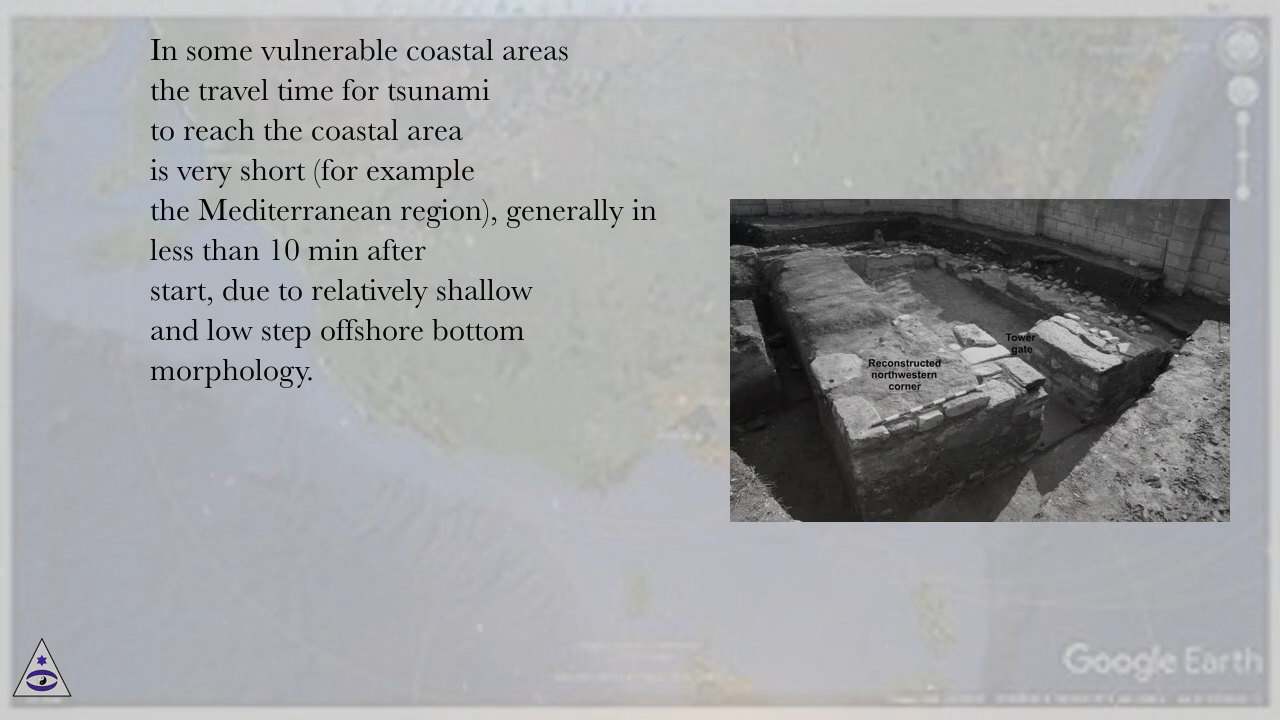 In some vulnerable coastal areas
the travel time for tsunami
to reach the coastal area
is very short (for example
the Mediterranean region), generally in
less than 10 min after
start, due to relatively shallow
and low step offshore bottom
morphology.
Tower
gate
Reconstructed
northwestern
corner
Google Earth